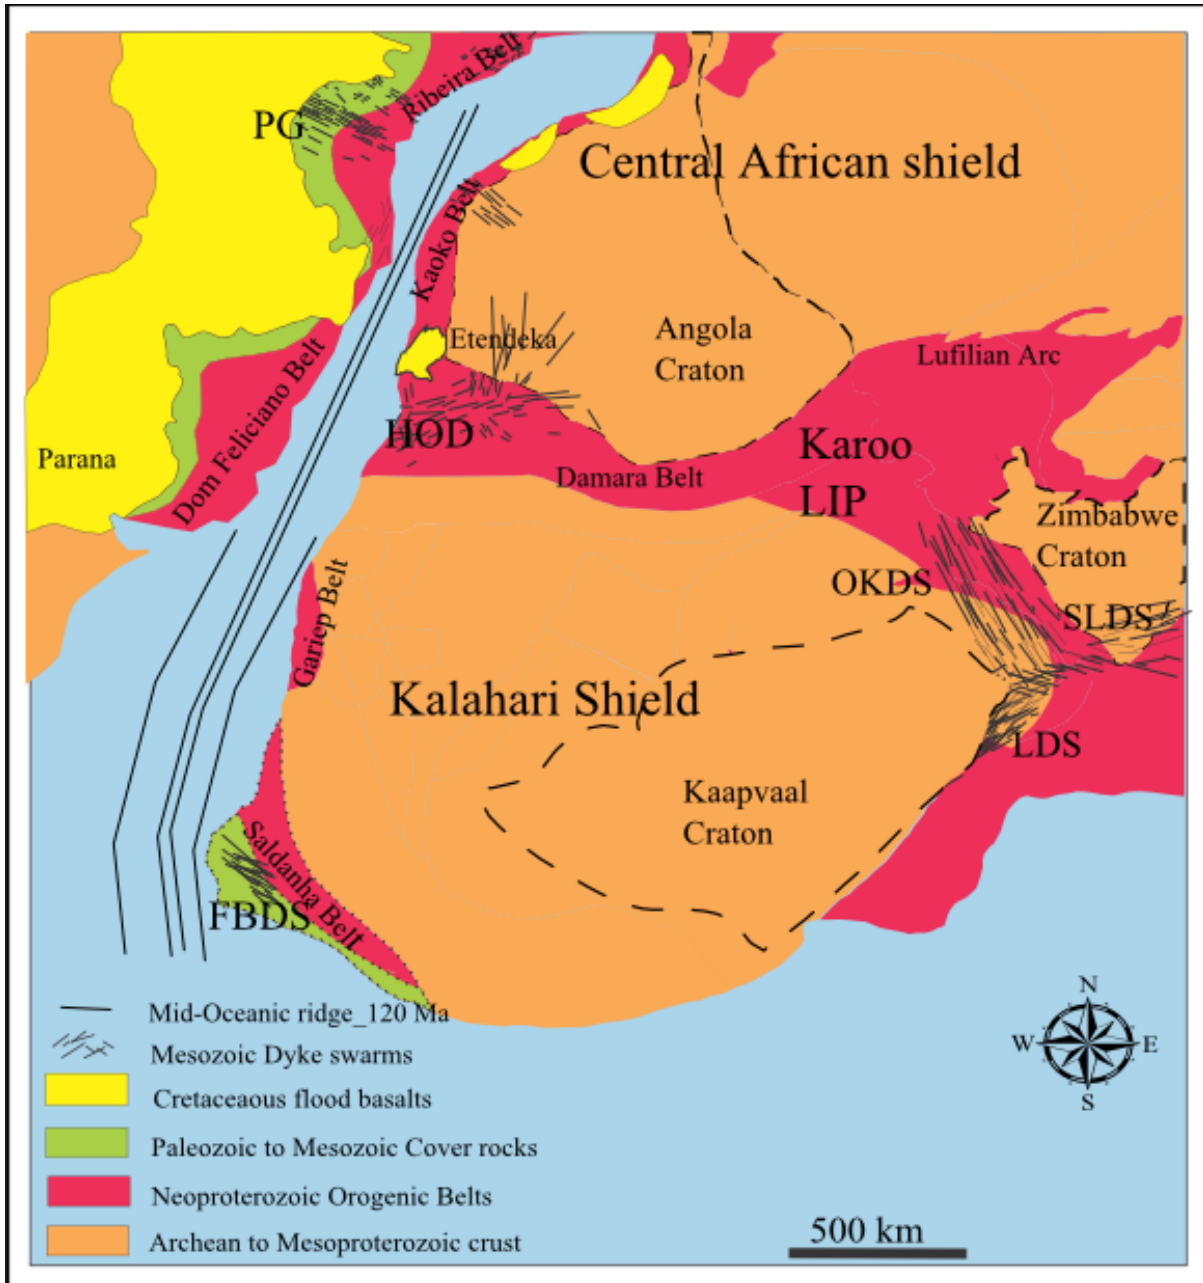 Ribeira Belt
PG
Central African shield
Kaoko Belt
Etendeka
Angola
Craton
Lufilian Arc
Dom Feliciano Belt
HOD
Parana
Damara Belt
Karoo
LIP
Zimbabwe
Craton
OKDS
SLDS
Gariep Belt
Kalahari Shield
LDS
Kaapvaal
Craton
Saldanha Belt
FBDS
Mid-Oceanic ridge_120 Ma
Mesozoic Dyke swarms
Cretaceaous flood basalts
Paleozoic to Mesozoic Cover rocks
Neoproterozoic Orogenic Belts
Archean to Mesoproterozoic crust
N
W
E
S
500 km